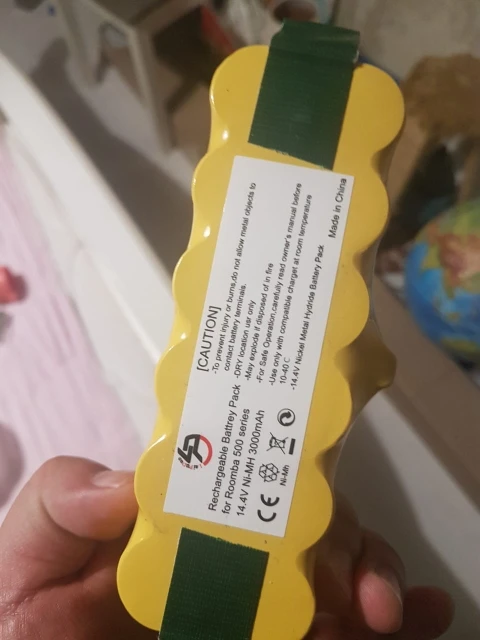 [CAUTION]
-To prevent injury or burns,do not allow metal objects to
contact battery terminals.
-DRY location usr only
-May explode if disposed of in fire
-For Safe Operation,carefully read owner's manual before
-Use only with compatible charget at room temperature
10-40℃
-14.4V Nickel Metal Hydride Battery Pack Made in China
Rechargeable Battrey Pack
for Roomba 500 series
14.4V Ni-MH 3000mAh
CE
Ni-Mh